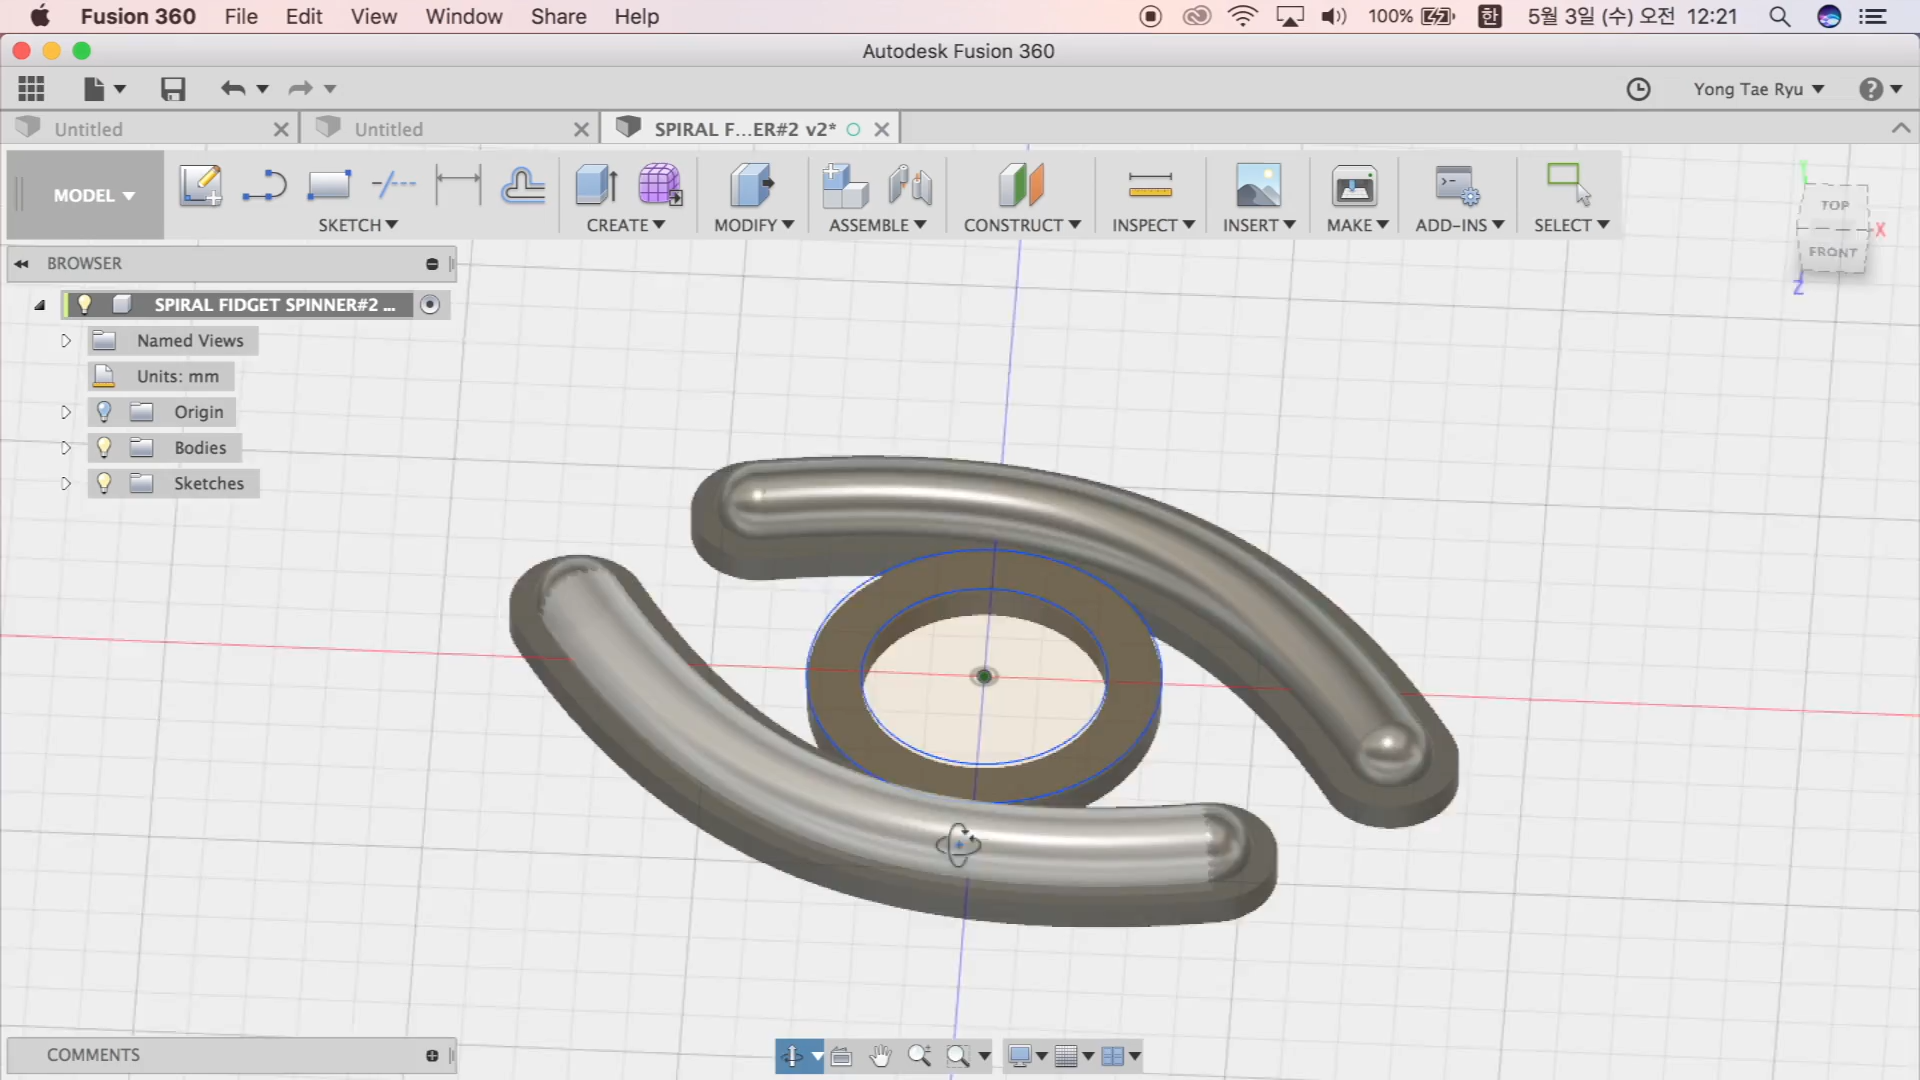 Fusion 360 File Edit View Window Share Help 100% 한 5월 3일 (수) 오전 12:21
Autodesk Fusion 360
Yong Tae Ryu
Untitled Untitled SPIRAL F...ER#2 v2*
MODEL
SKETCH CREATE MODIFY ASSEMBLE CONSTRUCT INSPECT INSERT MAKE ADD-INS SELECT
Y
TOP
X
FRONT
Z
BROWSER
SPIRAL FIDGET SPINNER#2 ...
Named Views
Units: mm
Origin
Bodies
Sketches
COMMENTS